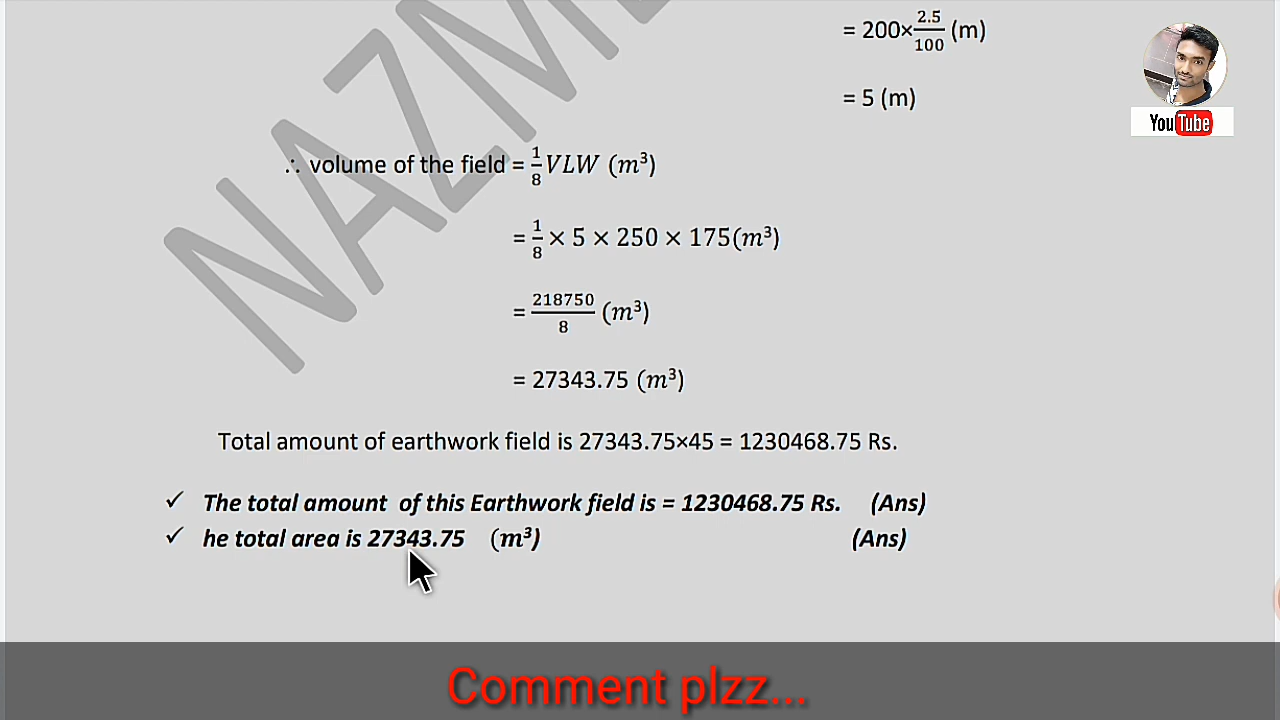 = 200×2.5/100 (m)
= 5 (m)
YouTube
∴ volume of the field = 1/8 VLW (m³)
= 1/8 × 5 × 250 × 175(m³)
= 218750/8 (m³)
= 27343.75 (m³)
Total amount of earthwork field is 27343.75×45 = 1230468.75 Rs.
✓ The total amount of this Earthwork field is = 1230468.75 Rs. (Ans)
✓ he total area is 27343.75 (m³) (Ans)
Comment plzz...